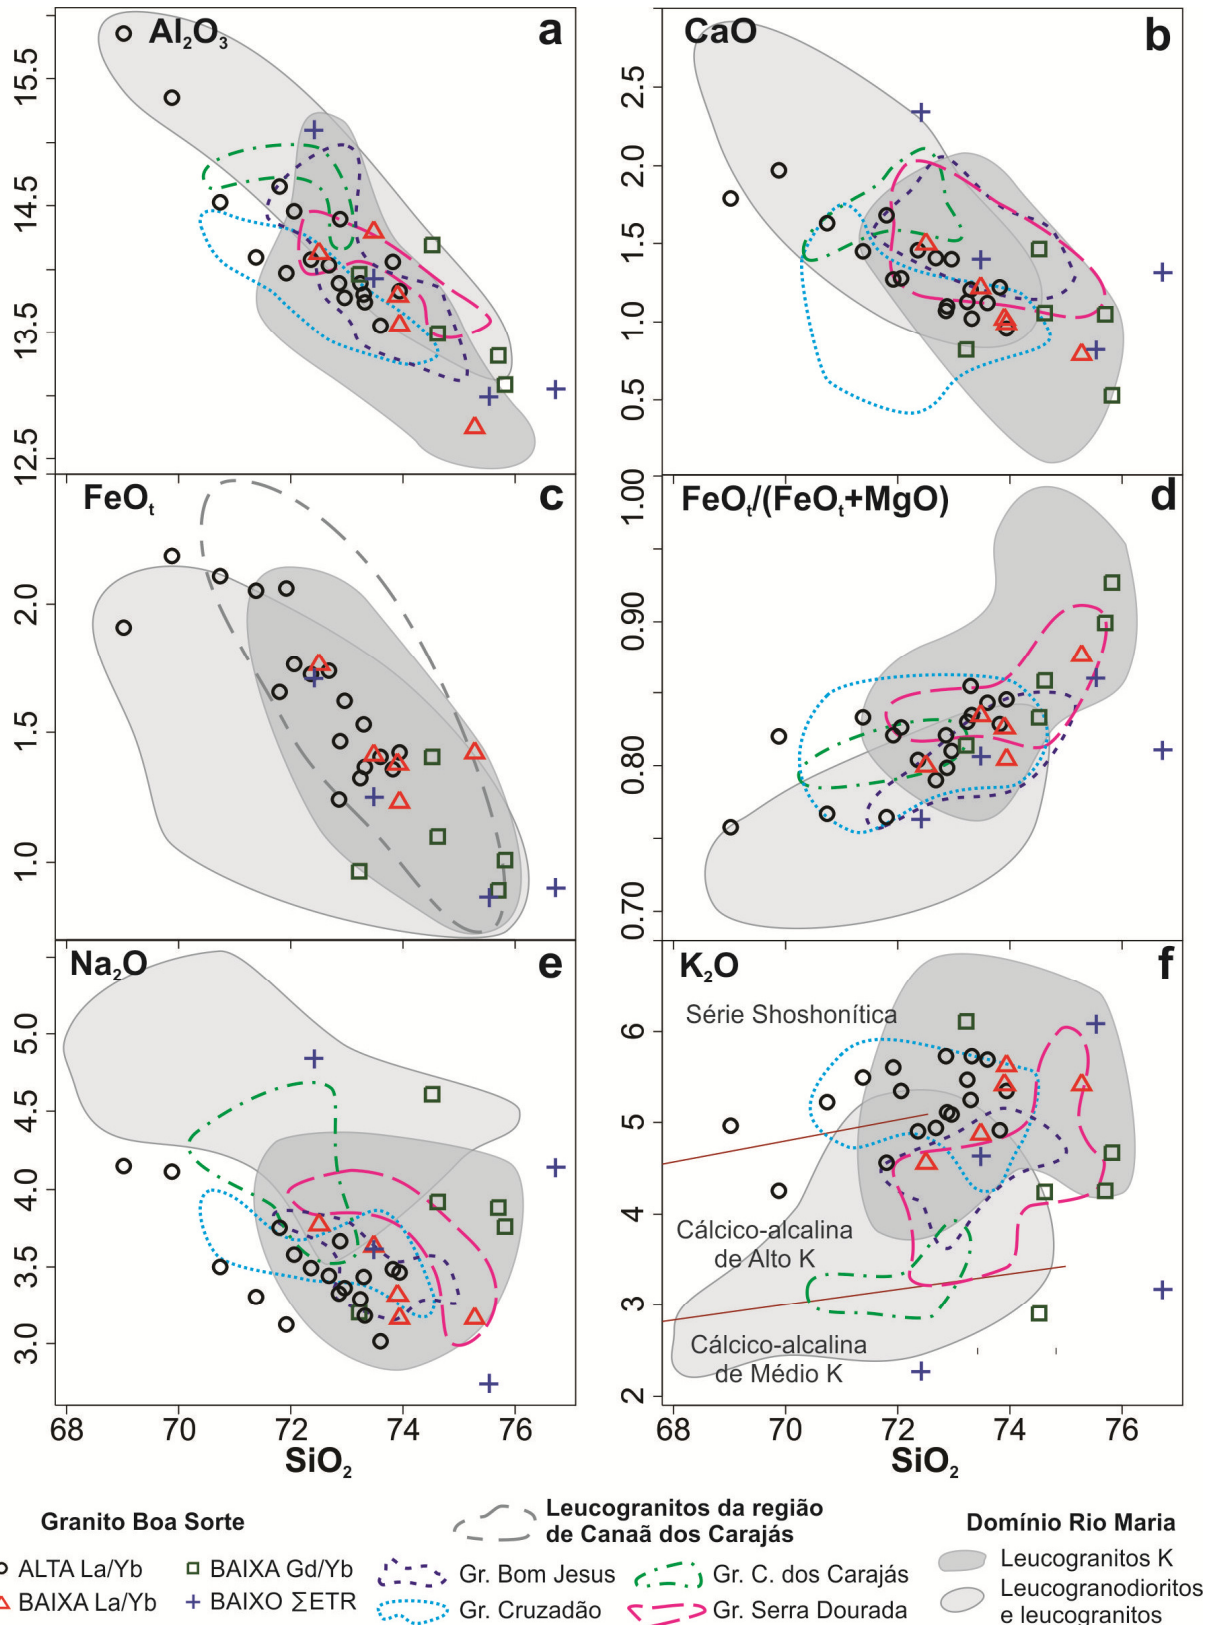 Al₂O₃
a
15.5
14.5
13.5
12.5
CaO
b
2.5
2.0
1.5
1.0
0.5
FeOₜ
c
2.0
1.5
1.0
FeOₜ/(FeOₜ+MgO)
d
1.00
0.90
0.80
0.70
Na₂O
e
5.0
4.5
4.0
3.5
3.0
68 70 72 74 76
SiO₂
K₂O
f
Série Shoshonítica
Cálcico-alcalina
de Alto K
Cálcico-alcalina
de Médio K
6
5
4
3
2
68 70 72 74 76
SiO₂
Granito Boa Sorte
ALTA La/Yb
BAIXA Gd/Yb
BAIXA La/Yb
BAIXO ΣETR
Leucogranitos da região
de Canaã dos Carajás
Gr. Bom Jesus
Gr. C. dos Carajás
Gr. Cruzadão
Gr. Serra Dourada
Domínio Rio Maria
Leucogranitos K
Leucogranodioritos
e leucogranitos